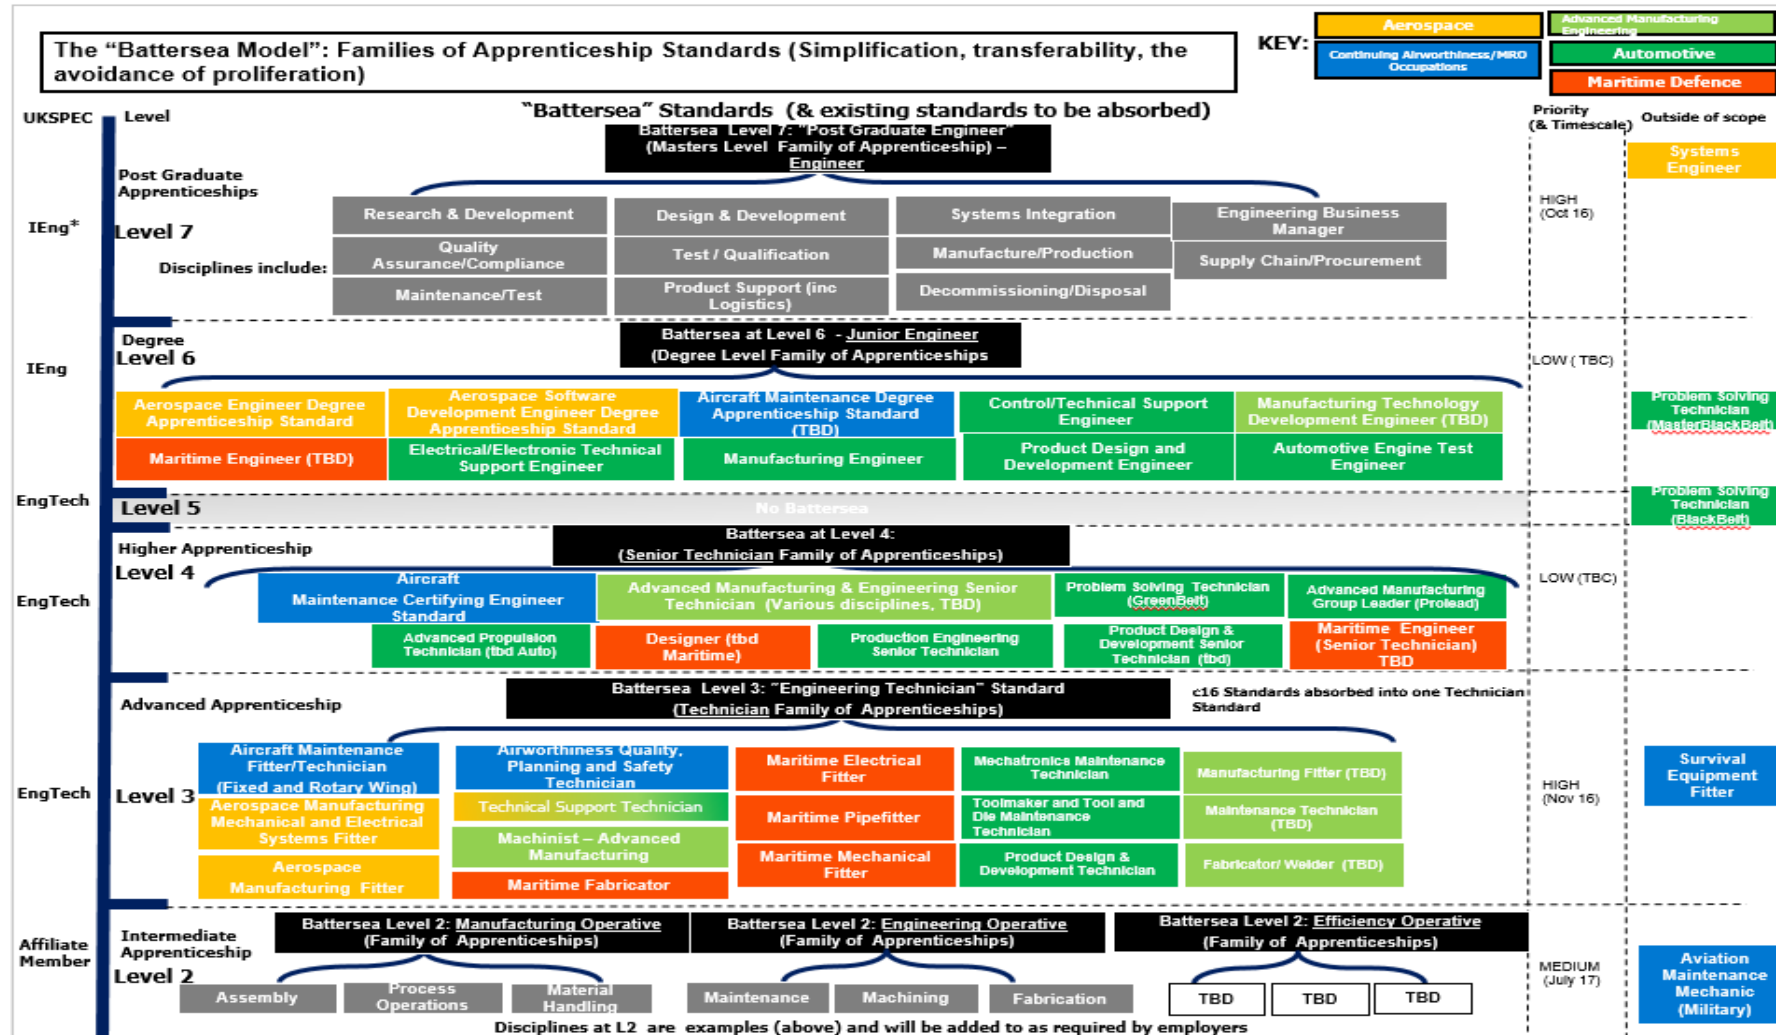 The “Battersea Model”: Families of Apprenticeship Standards (Simplification, transferability, the
avoidance of proliferation)
KEY:
Aerospace
Advanced Manufacturing
Engineering
Continuing Airworthiness/MRO
Occupations
Automotive
Maritime Defence
UKSPEC
Level
“Battersea” Standards (& existing standards to be absorbed)
Priority
(& Timescale)
Outside of scope
Battersea Level 7: "Post Graduate Engineer"
(Masters Level Family of Apprenticeship) –
Engineer
Systems
Engineer
Post Graduate
Apprenticeships
IEng*
Level 7
Disciplines include:
Research & Development
Design & Development
Systems Integration
Engineering Business
Manager
HIGH
(Oct 16)
Quality
Assurance/Compliance
Test / Qualification
Manufacture/Production
Supply Chain/Procurement
Maintenance/Test
Product Support (inc
Logistics)
Decommissioning/Disposal
Degree
Level 6
IEng
Battersea at Level 6 - Junior Engineer
(Degree Level Family of Apprenticeships
LOW ( TBC)
Aerospace Engineer Degree
Apprenticeship Standard
Aerospace Software
Development Engineer Degree
Apprenticeship Standard
Aircraft Maintenance Degree
Apprenticeship Standard
(TBD)
Control/Technical Support
Engineer
Manufacturing Technology
Development Engineer (TBD)
Problem Solving
Technician
(MasterBlackBelt)
Maritime Engineer (TBD)
Electrical/Electronic Technical
Support Engineer
Manufacturing Engineer
Product Design and
Development Engineer
Automotive Engine Test
Engineer
EngTech
Level 5
No Battersea
Problem Solving
Technician
(BlackBelt)
Higher Apprenticeship
Level 4
EngTech
Battersea at Level 4:
(Senior Technician Family of Apprenticeships)
LOW (TBC)
Aircraft
Maintenance Certifying Engineer
Standard
Advanced Manufacturing & Engineering Senior
Technician (Various disciplines, TBD)
Problem Solving Technician
(GreenBelt)
Advanced Manufacturing
Group Leader (Prolead)
Advanced Propulsion
Technician (tbd Auto)
Designer (tbd
Maritime)
Production Engineering
Senior Technician
Product Design &
Development Senior
Technician (tbd)
Maritime Engineer
(Senior Technician)
TBD
Advanced Apprenticeship
Battersea Level 3: "Engineering Technician" Standard
(Technician Family of Apprenticeships)
c16 Standards absorbed into one Technician
Standard
EngTech
Level 3
Aircraft Maintenance
Fitter/Technician
(Fixed and Rotary Wing)
Airworthiness Quality,
Planning and Safety
Technician
Maritime Electrical
Fitter
Mechatronics Maintenance
Technician
Manufacturing Fitter (TBD)
HIGH
(Nov 16)
Survival
Equipment
Fitter
Aerospace Manufacturing
Mechanical and Electrical
Systems Fitter
Technical Support Technician
Maritime Pipefitter
Toolmaker and Tool and
Die Maintenance
Technician
Maintenance Technician
(TBD)
Machinist – Advanced
Manufacturing
Aerospace
Manufacturing Fitter
Maritime Fabricator
Maritime Mechanical
Fitter
Product Design &
Development Technician
Fabricator/ Welder (TBD)
Affiliate
Member
Intermediate
Apprenticeship
Level 2
Battersea Level 2: Manufacturing Operative
(Family of Apprenticeships)
Battersea Level 2: Engineering Operative
(Family of Apprenticeships)
Battersea Level 2: Efficiency Operative
(Family of Apprenticeships)
MEDIUM
(July 17)
Aviation
Maintenance
Mechanic
(Military)
Assembly
Process
Operations
Material
Handling
Maintenance
Machining
Fabrication
TBD
TBD
TBD
Disciplines at L2 are examples (above) and will be added to as required by employers